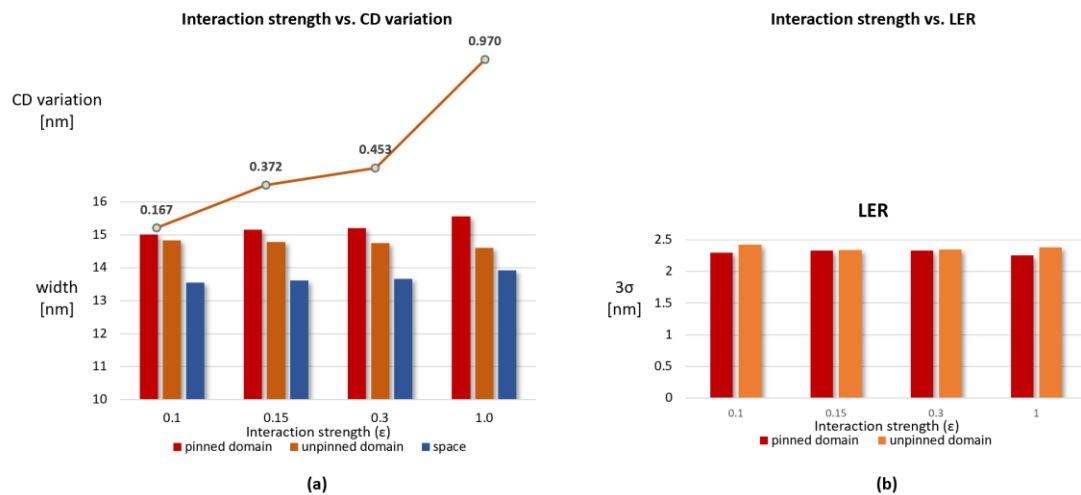 Interaction strength vs. CD variation
0.970
CD variation
[nm]
0.453
0.372
0.167
16
15
14
13
12
11
10
width
[nm]
0.1 0.15 0.3 1.0
Interaction strength (ε)
pinned domain unpinned domain space
(a)
Interaction strength vs. LER
LER
2.5
2
1.5
1
0.5
0
3σ
[nm]
0.1 0.15 0.3 1
Interaction strength (ε)
pinned domain unpinned domain
(b)